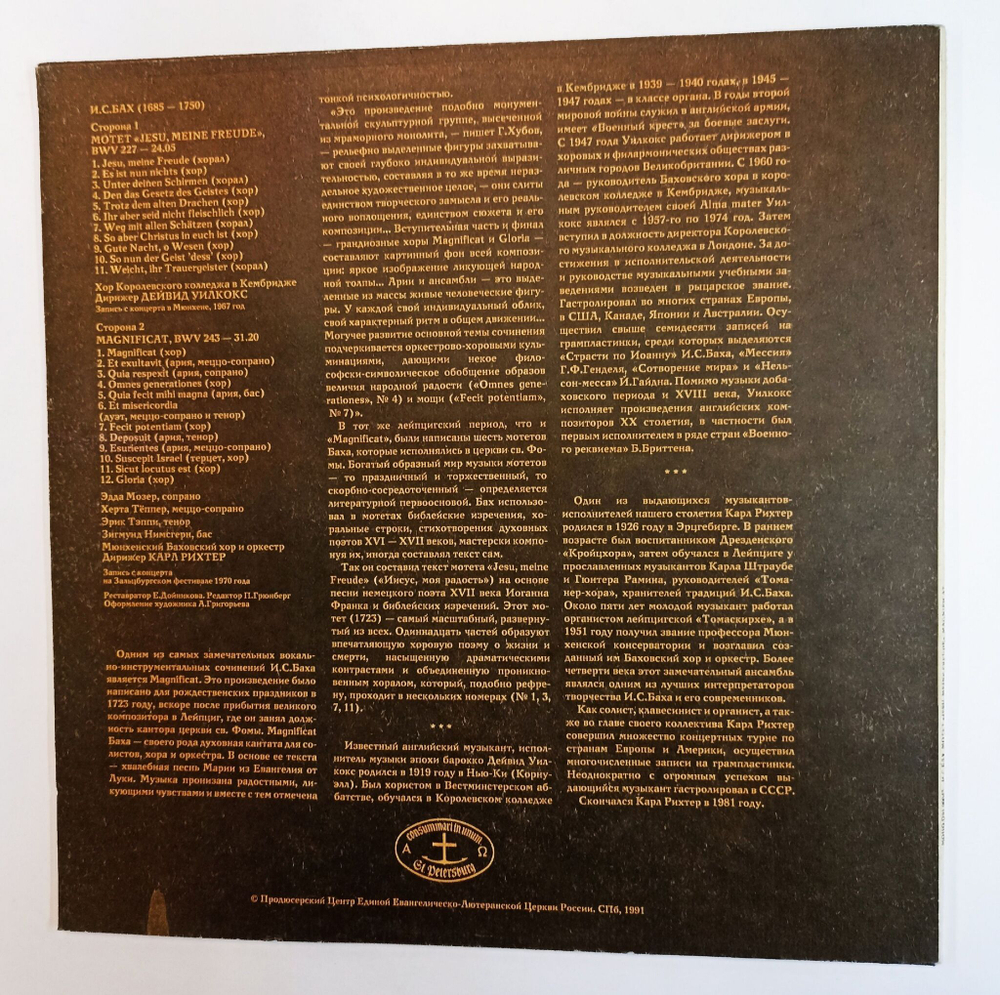 И.С.БАХ (1685 — 1750)
Сторона 1
МОТЕТ «JESU, MEINE FREUDE»,
BWV 227 — 24.03
1. Jesu, meine Freude (хорал)
2. Es ist nun nichts (хор)
3. Unter deinen Schirmen (хорал)
4. Den das Gesetz des Geistes (хор)
5. Trotz dem alten Drachen (хор)
6. Ihr aber seid nicht fleischlich (хор)
7. Weg mit allen Schätzen (хорал)
8. So aber Christus in euch ist (хор)
9. Gute Nacht, o Wesen (хор)
10. So nun der Geist 'dess' (хор)
11. Weicht, ihr Trauergeister (хорал)
Хор Королевского колледжа в Кембридже
Дирижер ДЕЙВИД УИЛКОКС
Запись с концерта в Мюнхене, 1967 год
Сторона 2
MAGNIFICAT, BWV 243 — 31.20
1. Magnificat (хор)
2. Et exultavit (ария, меццо-сопрано)
3. Quia respexit (ария, сопрано)
4. Omnes generationes (хор)
5. Quia fecit mihi magna (ария, бас)
6. Et misericordia
(дуэт, меццо-сопрано и тенор)
7. Fecit potentiam (хор)
8. Deposuit (ария, тенор)
9. Esurientes (ария, меццо-сопрано)
10. Suscepit Israel (терцет, хор)
11. Sicut locutus est (хор)
12. Gloria (хор)
Эдда Мозер, сопрано
Херта Тёппер, меццо-сопрано
Эрик Тэппи, тенор
Зигмунд Нимсгерн, бас
Мюнхенский Баховский хор и оркестр
Дирижер КАРЛ РИХТЕР
Запись с концерта
на Зальцбургском фестивале 1970 года
Реставратор Е.Дойникова. Редактор П.Грюнберг
Оформление художника А.Григорьева
Одним из самых замечательных вокаль-
но-инструментальных сочинений И.С.Баха
является Magnificat. Это произведение было
написано для рождественских праздников в
1723 году, вскоре после прибытия великого
композитора в Лейпциг, где он занял долж-
ность кантора церкви св. Фомы. Magnificat
Баха — своего рода духовная кантата для со-
листов, хора и оркестра. В основе ее текста
— хвалебная песнь Марии из Евангелия от
Луки. Музыка пронизана радостными, ли-
кующими чувствами и вместе с тем отмечена
тонкой психологичностью.
«Это произведение подобно монумен-
тальной скульптурной группе, высеченной
из мраморного монолита, — пишет Г.Хубов,
— рельефно выделенные фигуры захватыва-
ют своей глубоко индивидуальной вырази-
тельностью, составляя в то же время нераз-
дельное художественное целое, — они слиты
единством творческого замысла и его реаль-
ного воплощения, единством сюжета и его
композиции... Вступительная часть и финал
— грандиозные хоры Magnificat и Gloria —
составляют картинный фон всей компози-
ции: яркое изображение ликующей народ-
ной толпы... Арии и ансамбли — это выде-
ленные из массы живые человеческие фигу-
ры. У каждой свой индивидуальный облик,
свой характерный ритм в общем движении...
Могучее развитие основной темы сочинения
подчеркивается оркестрово-хоровыми куль-
минациями, дающими некое фило-
софски-символическое обобщение образов
величия народной радости («Omnes gene-
rationes», № 4) и мощи («Fecit potentiam»,
№ 7)».
В тот же лейпцигский период, что и
«Magnificat», были написаны шесть мотетов
Баха, которые исполнялись в церкви св. Фо-
мы. Богатый образный мир музыки мотетов
— то праздничный и торжественный, то
скорбно-сосредоточенный — определяется
литературной первоосновой. Бах использо-
вал в мотетах библейские изречения, хо-
ральные строки, стихотворения духовных
поэтов XVI — XVII веков, мастерски компо-
нуя их, иногда составлял текст сам.
Так он составил текст мотета «Jesu, meine
Freude» («Иисус, моя радость») на основе
песни немецкого поэта XVII века Иоганна
Франка и библейских изречений. Этот мо-
тет (1723) — самый масштабный, разверну-
тый из всех. Одиннадцать частей образуют
впечатляющую хоровую поэму о жизни и
смерти, насыщенную драматическими
контрастами и объединенную проникно-
венным хоралом, который, подобно рефре-
ну, проходит в нескольких номерах (№ 1, 3,
7, 11).
***
Известный английский музыкант, испол-
нитель музыки эпохи барокко Дейвид Уил-
кокс родился в 1919 году в Нью-Ки (Корну-
элл). Был хористом в Вестминстерском аб-
батстве, обучался в Королевском колледже
в Кембридже в 1939 — 1940 годах, в 1945 —
1947 годах — в классе органа. В годы второй
мировой войны служил в английской армии,
имеет «Военный крест» за боевые заслуги.
С 1947 года Уилкокс работает дирижером в
хоровых и филармонических обществах раз-
личных городов Великобритании. С 1960 го-
да — руководитель Баховского хора в коро-
левском колледже в Кембридже, музыкаль-
ным руководителем своей Alma mater Уил-
кокс являлся с 1957-го по 1974 год. Затем
вступил в должность директора Королевско-
го музыкального колледжа в Лондоне. За до-
стижения в исполнительской деятельности
и руководстве музыкальными учебными за-
ведениями возведен в рыцарское звание.
Гастролировал во многих странах Европы,
в США, Канаде, Японии и Австралии. Осу-
ществил свыше семидесяти записей на
грампластинки, среди которых выделяются
«Страсти по Иоанну» И.С.Баха, «Мессия»
Г.Ф.Генделя, «Сотворение мира» и «Нель-
сон-месса» Й.Гайдна. Помимо музыки доба-
ховского периода и XVIII века, Уилкокс
исполняет произведения английских ком-
позиторов XX столетия, в частности был
первым исполнителем в ряде стран «Военно-
го реквиема» Б.Бриттена.
***
Один из выдающихся музыкантов-
исполнителей нашего столетия Карл Рихтер
родился в 1926 году в Эрцгебирге. В раннем
возрасте был воспитанником Дрезденского
«Кройцхора», затем обучался в Лейпциге у
прославленных музыкантов Карла Штраубе
и Гюнтера Рамина, руководителей «Тома-
нер-хора», хранителей традиций И.С.Баха.
Около пяти лет молодой музыкант работал
органистом лейпцигской «Томаскирхе», а в
1951 году получил звание профессора Мюн-
хенской консерватории и возглавил соз-
данный им Баховский хор и оркестр. Более
четверти века этот замечательный ансамбль
являлся одним из лучших интерпретаторов
творчества И.С.Баха и его современников.
Как солист, клавесинист и органист, а так-
же во главе своего коллектива Карл Рихтер
совершил множество концертных турне по
странам Европы и Америки, осуществил
многочисленные записи на грампластинки.
Неоднократно с огромным успехом вы-
дающийся музыкант гастролировал в СССР.
Скончался Карл Рихтер в 1981 году.
consummari in unum
Α Ω
St Petersburg
© Продюсерский Центр Единой Евангелическо-Лютеранской Церкви России. СПб, 1991